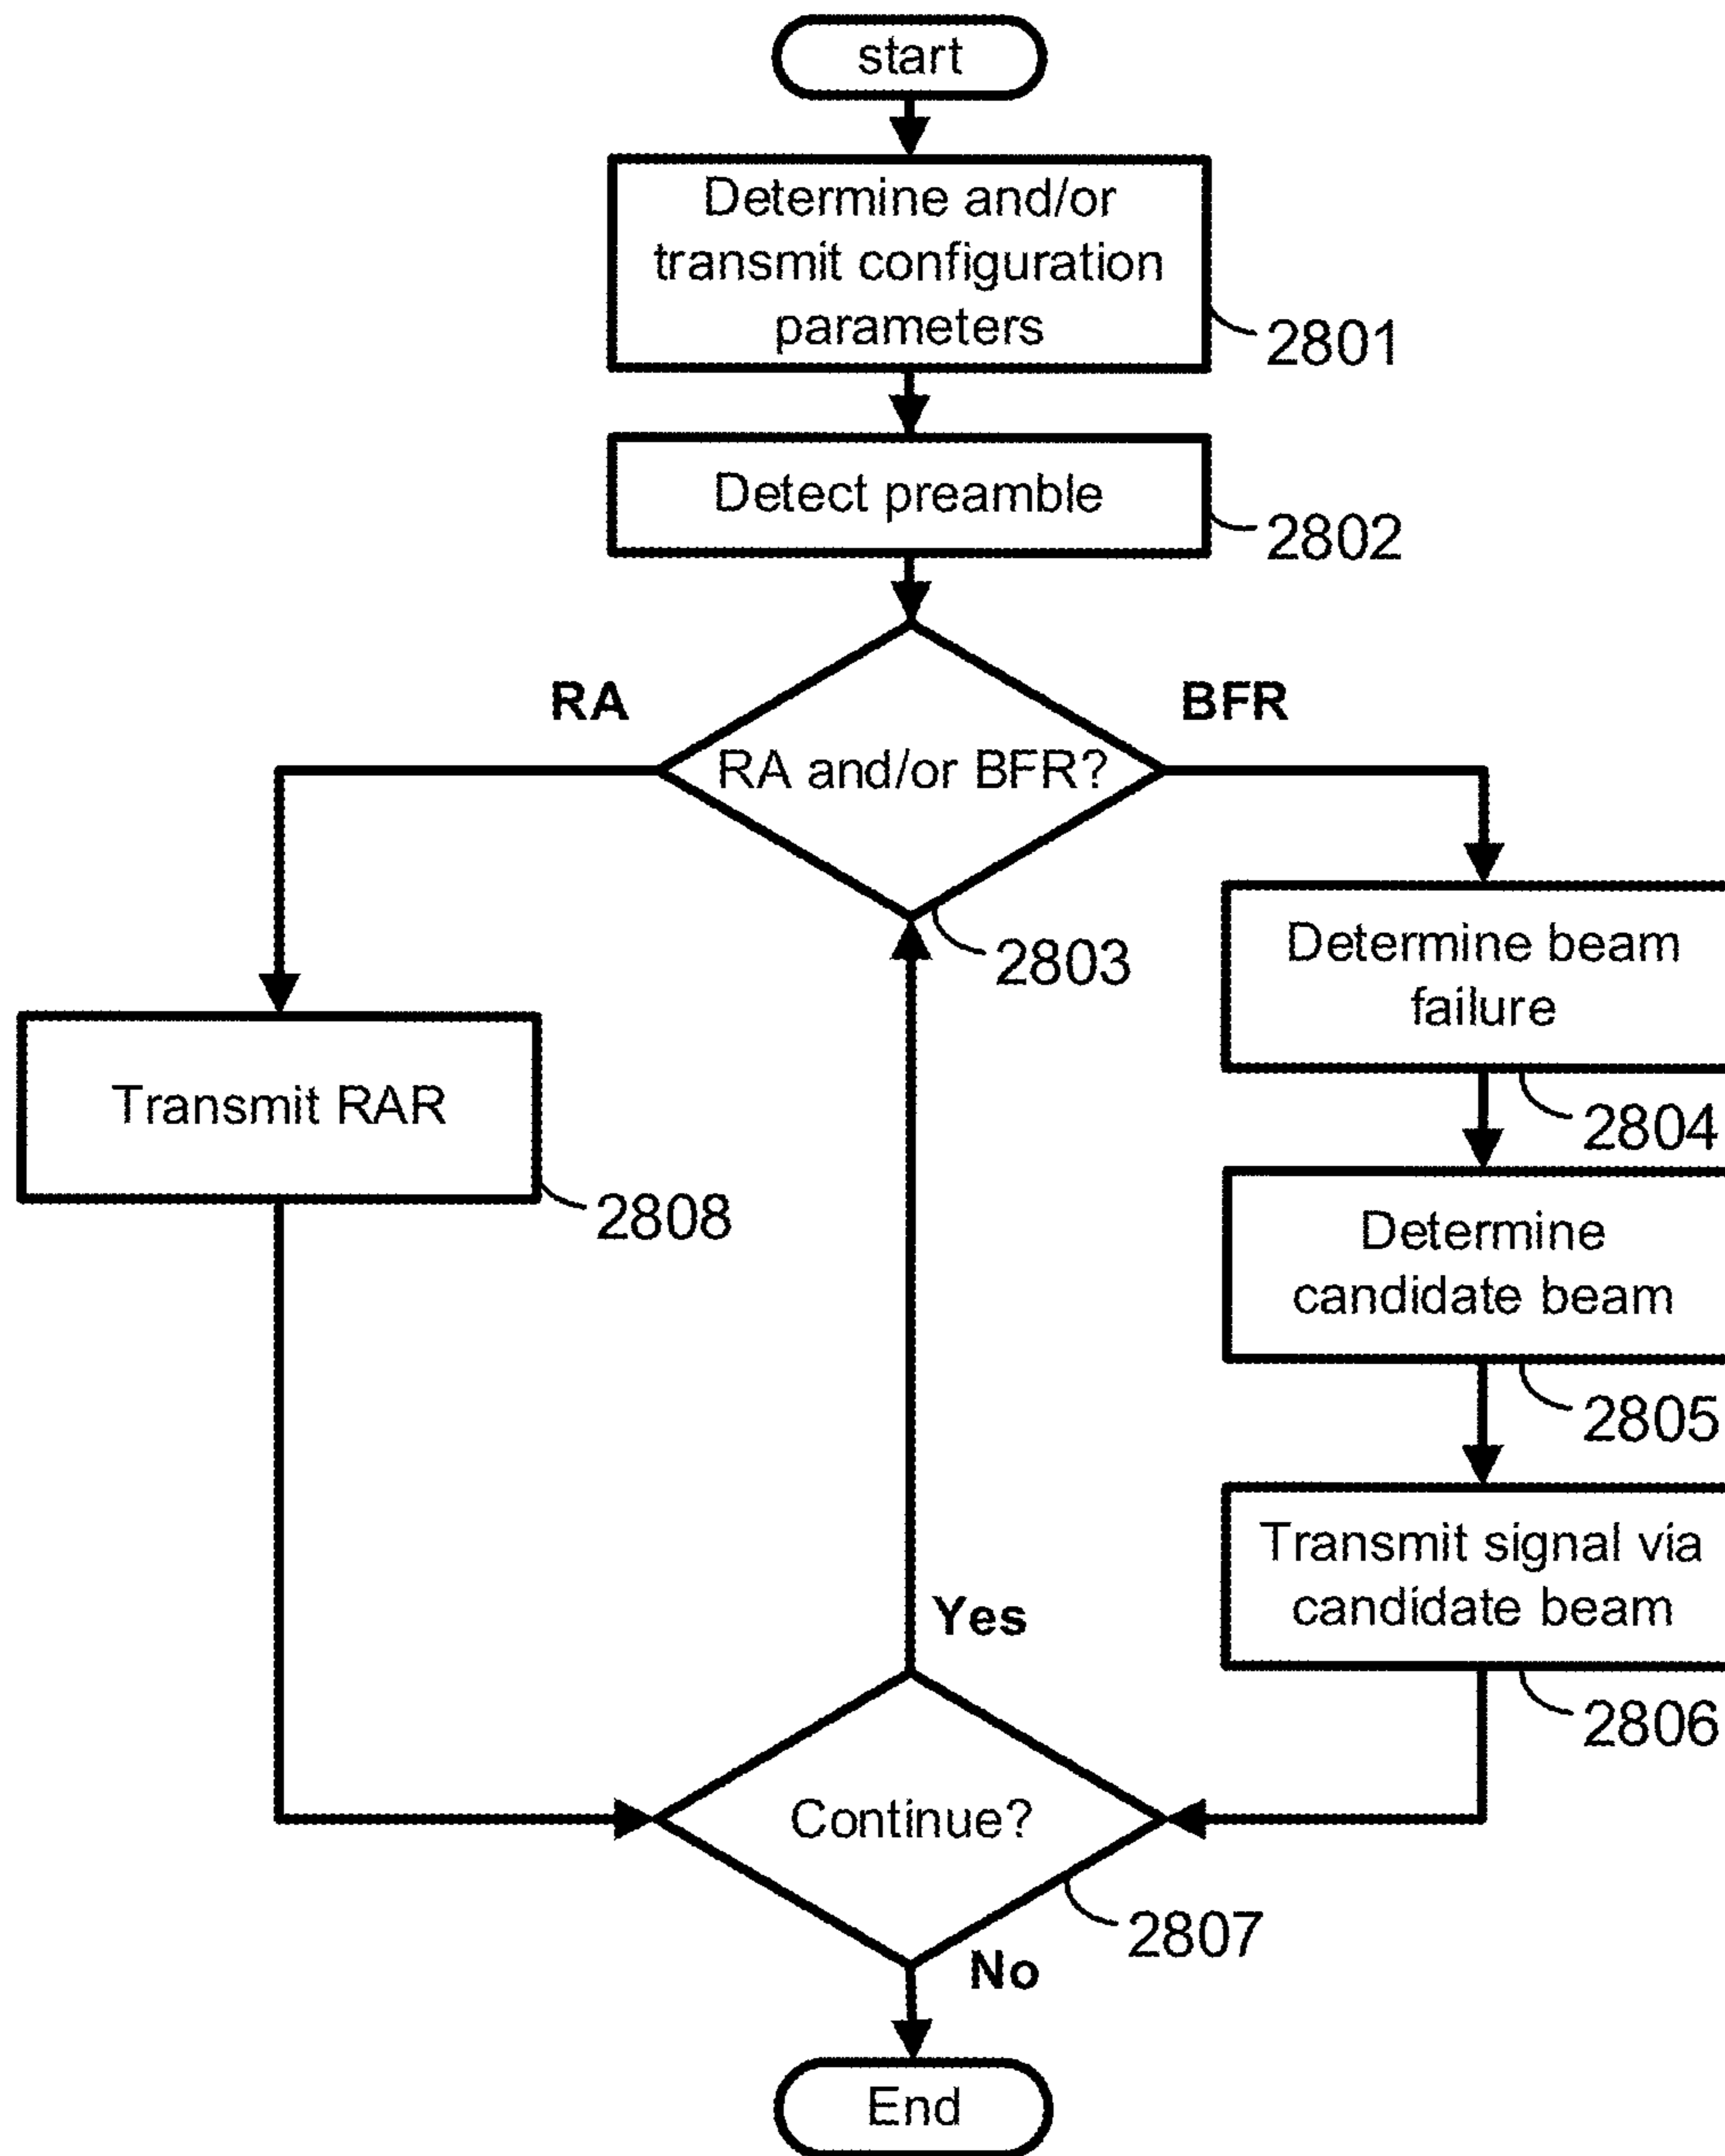 start
Determine and/or
transmit configuration
parameters
2801
Detect preamble
2802
RA
BFR
RA and/or BFR?
2803
Determine beam
failure
2804
Transmit RAR
2808
Determine
candidate beam
2805
Transmit signal via
candidate beam
2806
Yes
Continue?
2807
No
End